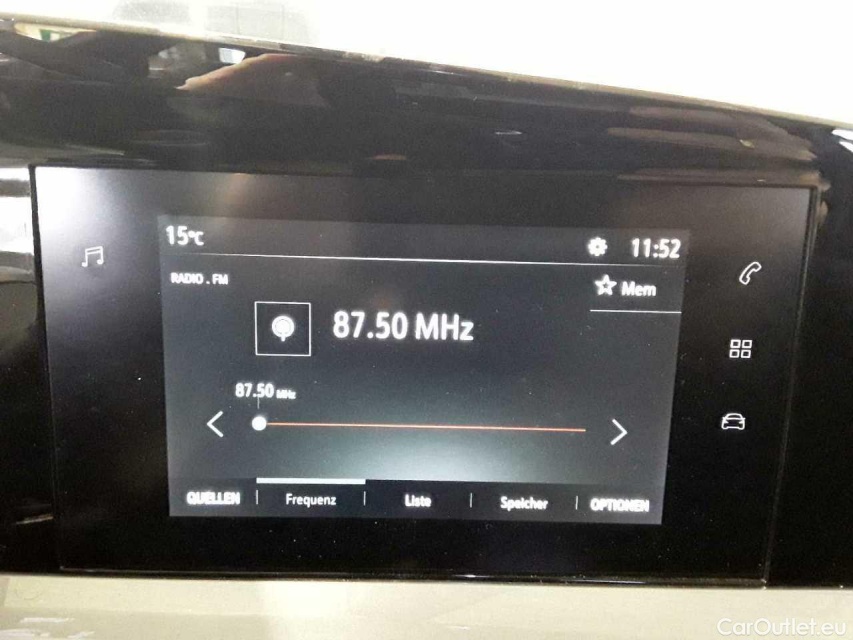 15°C 11:52
RADIO . FM
Mem
87.50 MHz
87.50 MHz
QUELLEN Frequenz Liste Speicher OPTIONEN
CarOutlet.eu